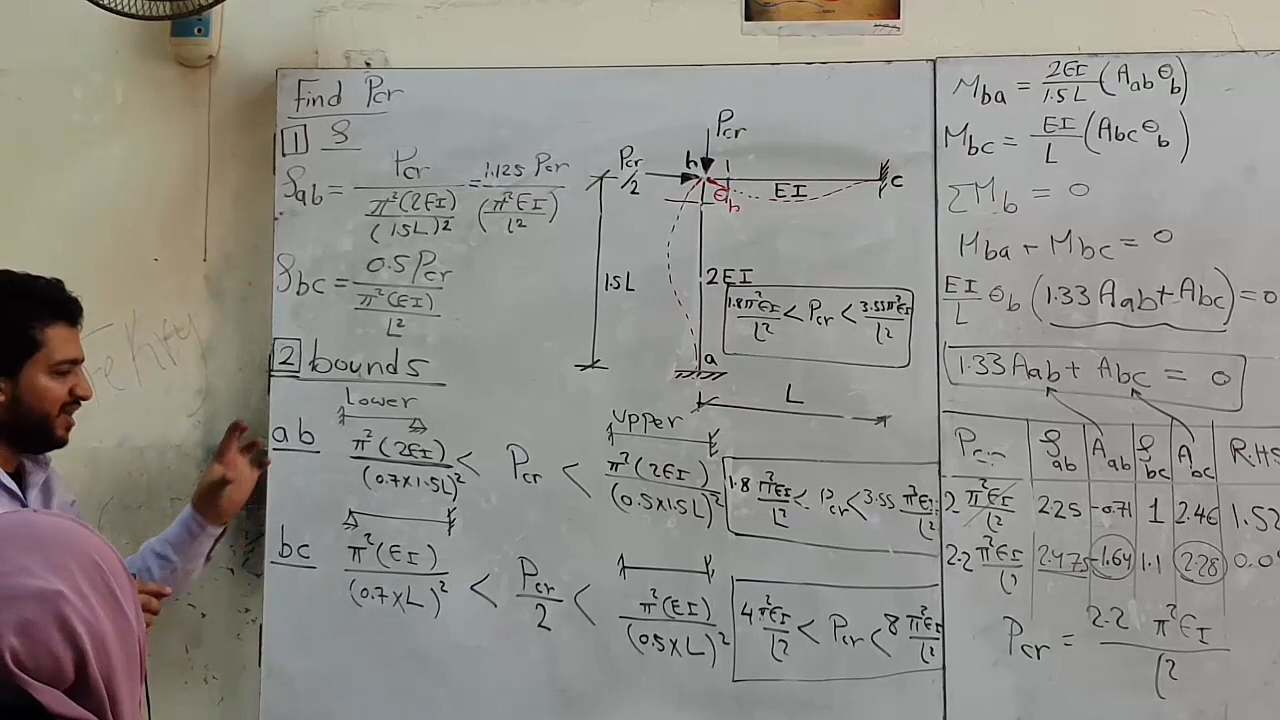 Find Pcr
1 ρ
ρab = Pcr / (π²(2EI) / (1.5L)²) = 1.125 Pcr / (π²EI / L²)
ρbc = 0.5 Pcr / (π²(EI) / L²)
2 bounds
Lower
Upper
ab π²(2EI) / (0.7×1.5L)² < Pcr < π²(2EI) / (0.5×1.5L)²
1.8 π²EI / L² < Pcr < 3.55 π²EI / L²
bc π²(EI) / (0.7×L)² < Pcr / 2 < π²(EI) / (0.5×L)²
4 π²EI / L² < Pcr < 8 π²EI / L²
Pcr
Pcr/2
b
EI
c
θb
1.5L
2EI
1.8π²EI / L² < Pcr < 3.55π²EI / L²
a
L
Mba = 2EI / 1.5L (Aab θb)
Mbc = EI / L (Abc θb)
ΣMb = 0
Mba + Mbc = 0
EI / L θb (1.33 Aab + Abc) = 0
1.33 Aab + Abc = 0
Pcr ρab Aab ρbc Abc R.HS
2 π²EI / L² 2.25 -0.71 1 2.46 1.52
2.2 π²EI / L² 2.475 -1.64 1.1 2.28 0.0
Pcr = 2.2 π²EI / L²